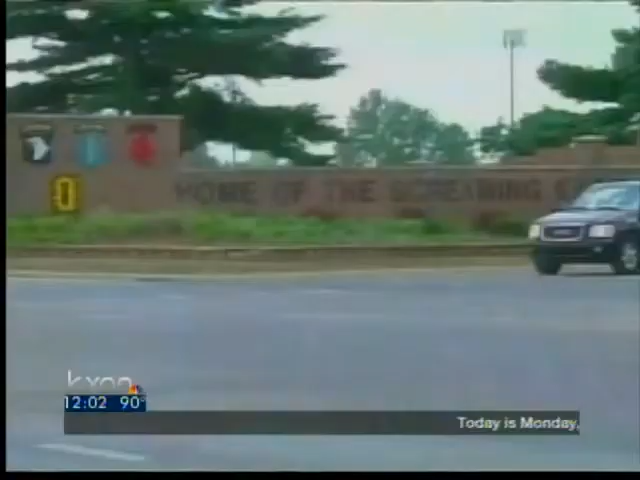 HOME OF THE SCREAMING
kxan
12:02 90°
Today is Monday,